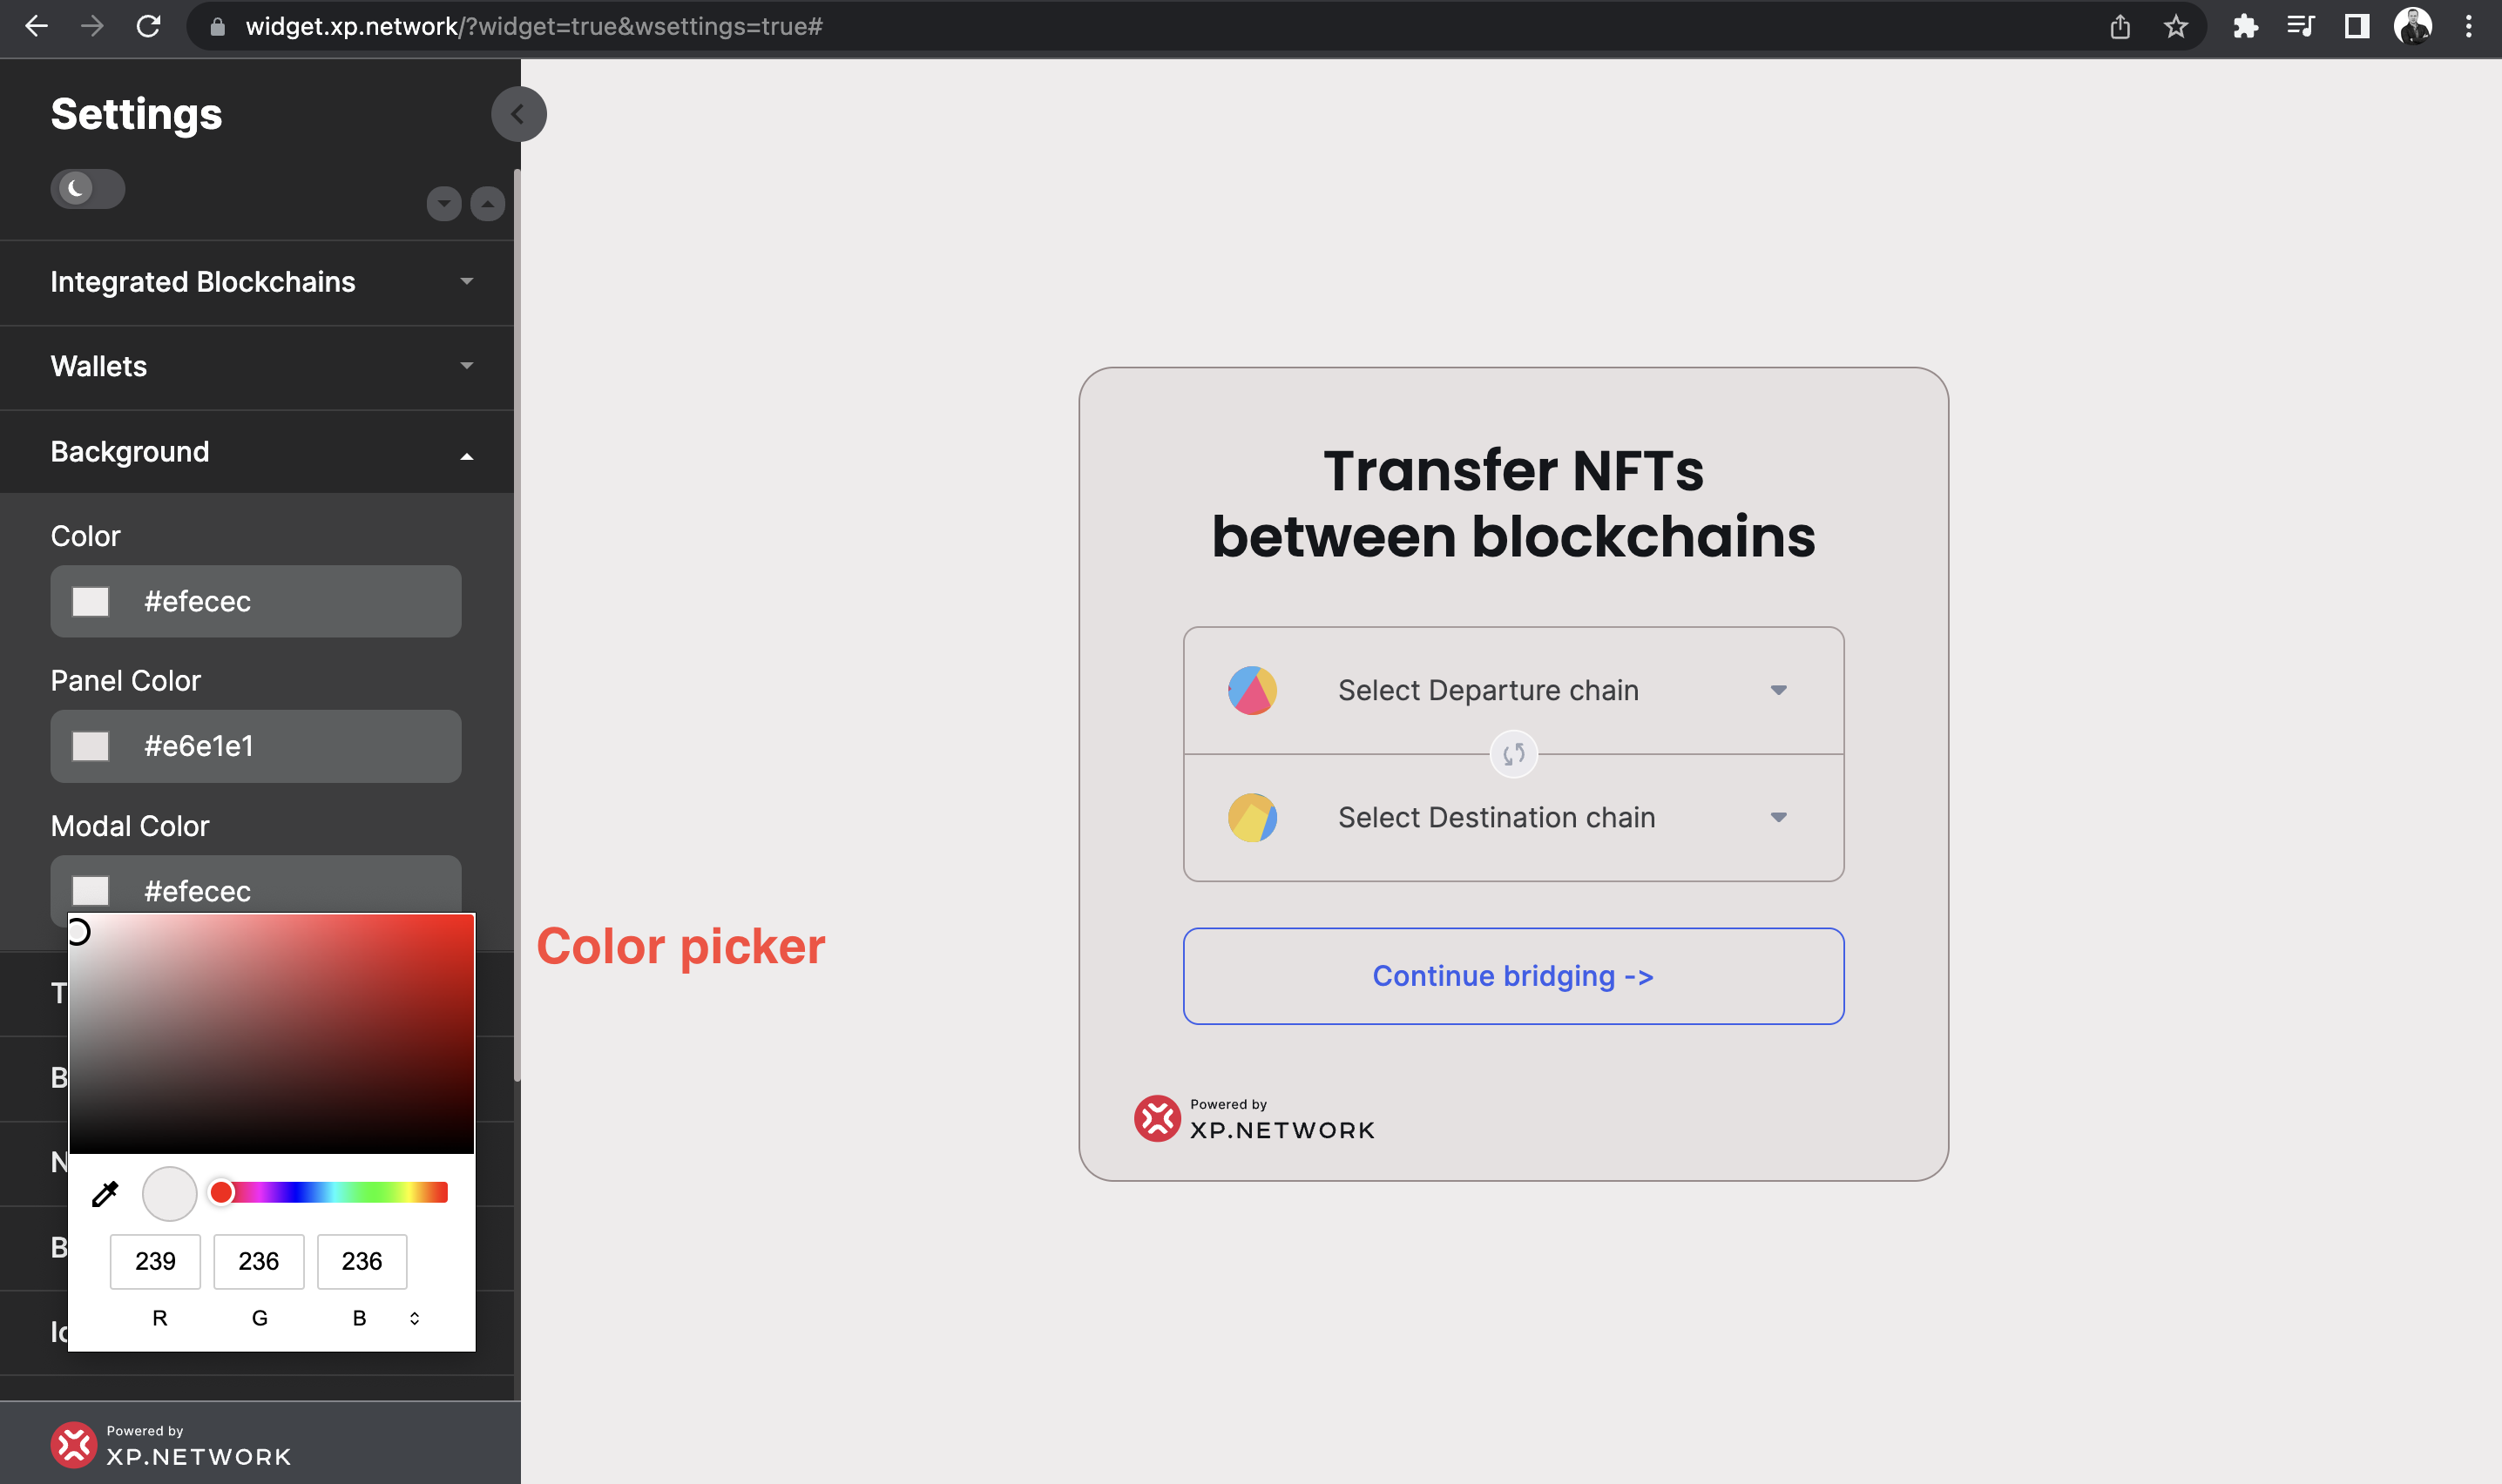 widget.xp.network/?widget=true&wsettings=true#
Settings
Integrated Blockchains
Wallets
Background
Color
#efecec
Panel Color
#e6e1e1
Modal Color
#efecec
T
B
N
B
239 236 236
R G B
Powered by
XP.NETWORK
Color picker
Transfer NFTs
between blockchains
Select Departure chain
Select Destination chain
Continue bridging ->
Powered by
XP.NETWORK